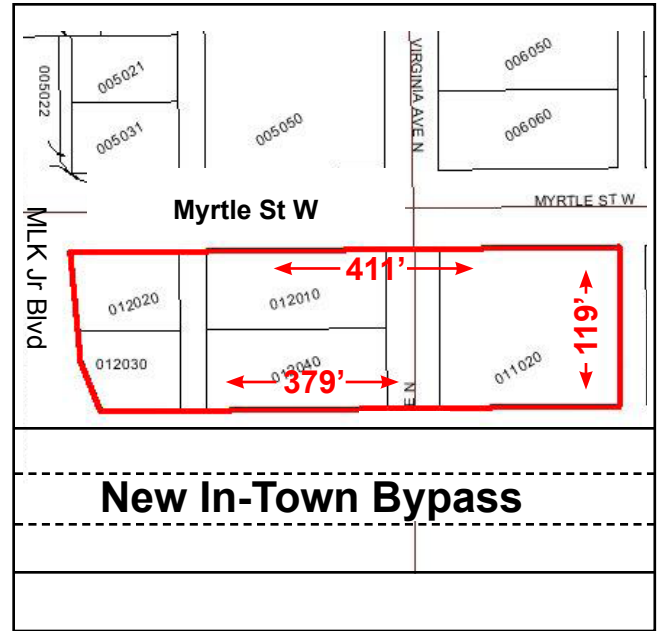 005022
005021
005031
005050
VIRGINIA AVE N
006050
006060
Myrtle St W
MYRTLE ST W
MLK Jr Blvd
411’
012020
012010
119’
012030
012040
379’
011020
E N
New In-Town Bypass